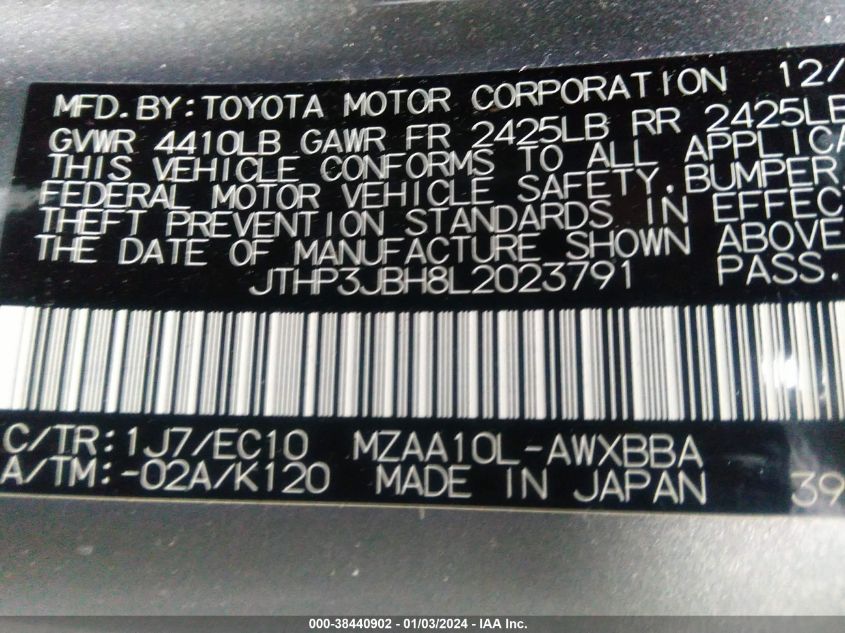 MFD. BY: TOYOTA MOTOR CORPORATION 12/
GVWR 4410LB GAWR FR 2425LB RR 2425LB
THIS VEHICLE CONFORMS TO ALL APPLICA
FEDERAL MOTOR VEHICLE SAFETY, BUMPER,
THEFT PREVENTION STANDARDS IN EFFEC
THE DATE OF MANUFACTURE SHOWN ABOVE
JTHP3JBH8L2023791 PASS.
C/TR: 1J7/EC10 MZAA10L-AWXBBA
A/TM: -02A/K120 MADE IN JAPAN 39
000-38440902 — 01/03/2024 — IAA Inc.